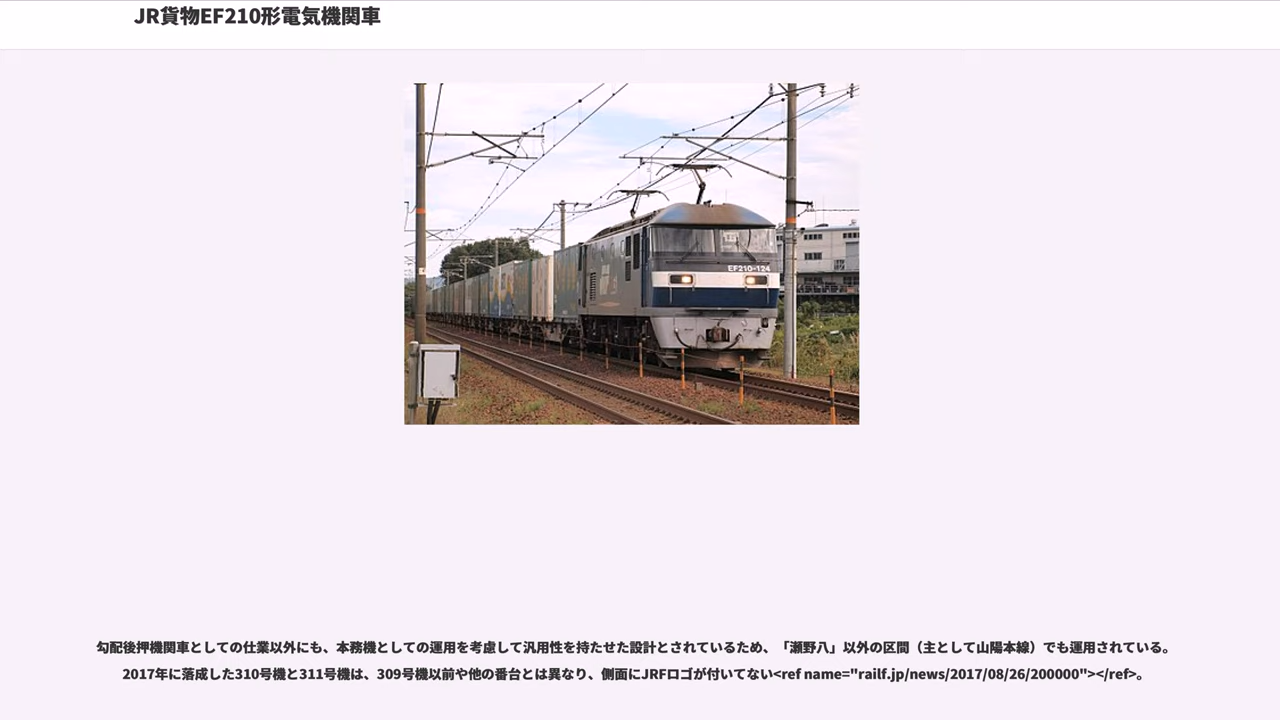 JR貨物EF210形電気機関車
EF210-124
勾配後押機関車としての仕業以外にも、本務機としての運用を考慮して汎用性を持たせた設計とされているため、「瀬野八」以外の区間（主として山陽本線）でも運用されている。
2017年に落成した310号機と311号機は、309号機以前や他の番台とは異なり、側面にJRFロゴが付いてない<ref name="railf.jp/news/2017/08/26/200000"></ref>。